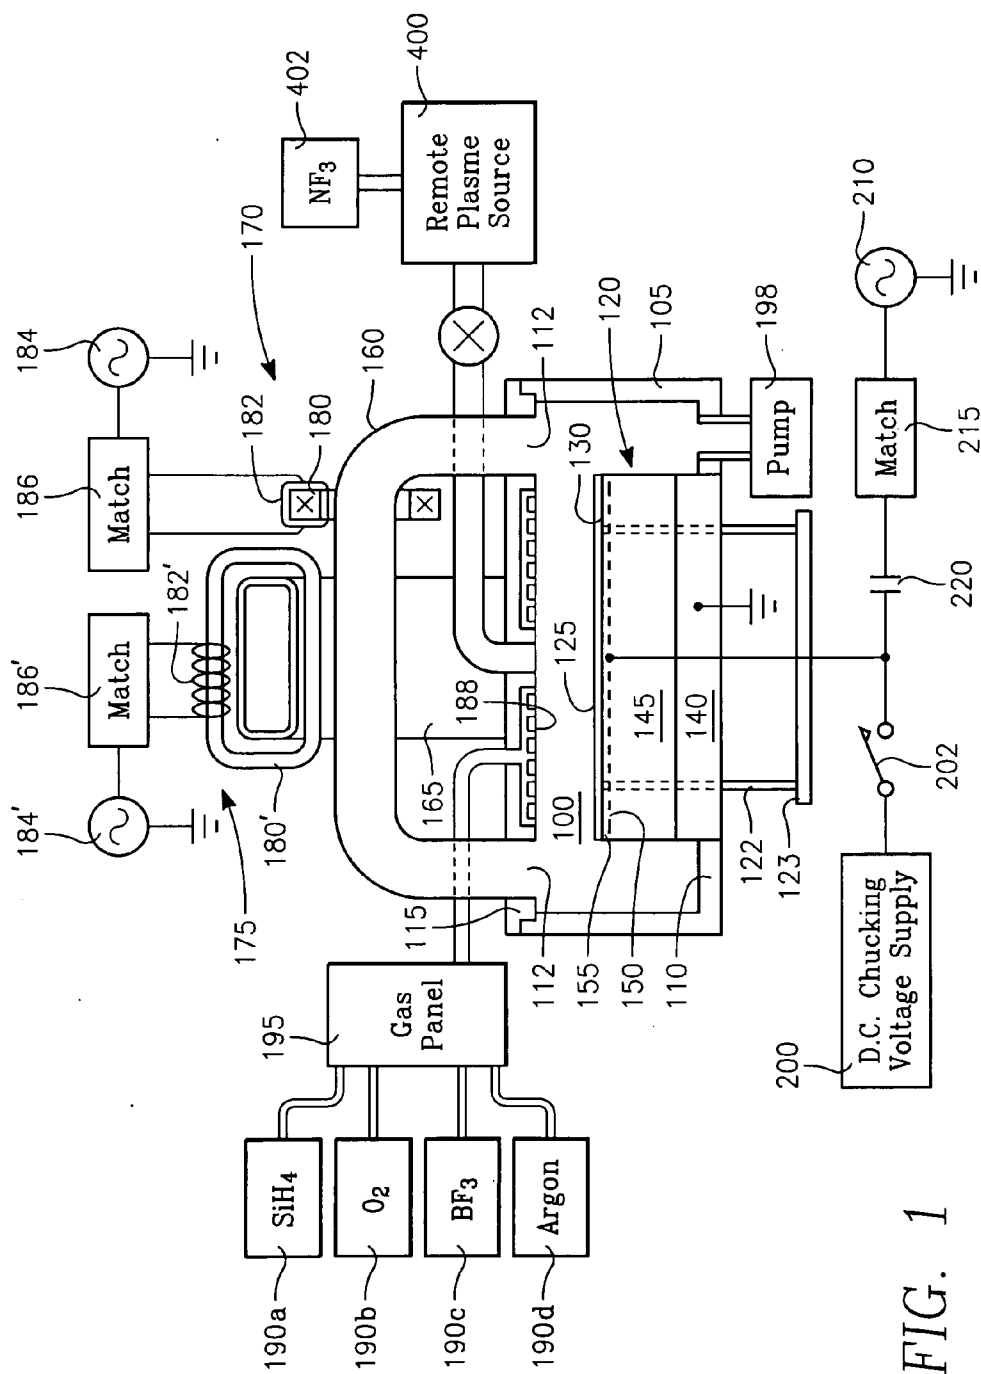 184'
186'
186
184
Match
Match
182'
175
170
190a
195
180'
182
402
SiH4
NF3
180
190b
O2
160
Gas
Panel
400
115
165
Remote
Plasme
Source
190c
BF3
188
112
112
190d
Argon
125
100
130
155
120
150
145
105
110
140
122
198
Pump
123
200
D.C. Chucking
Voltage Supply
210
Match
202
220
215
FIG. 1